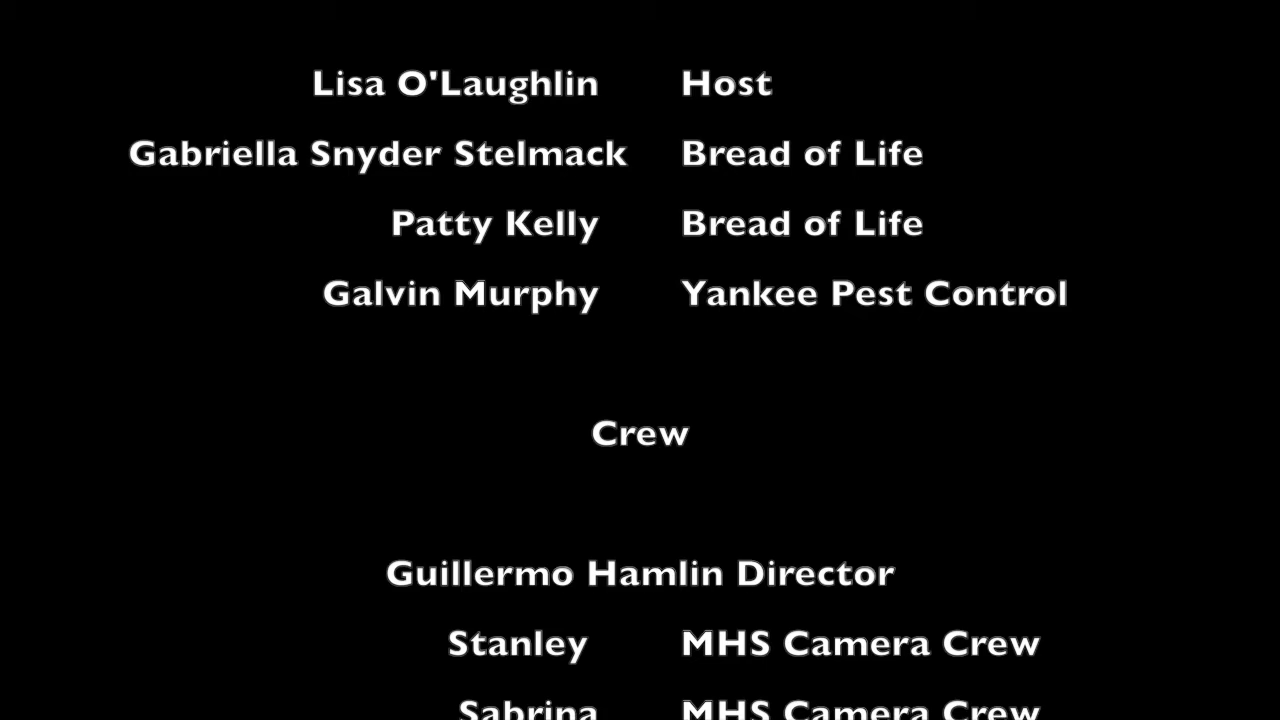 Lisa O'Laughlin Host
Gabriella Snyder Stelmack Bread of Life
Patty Kelly Bread of Life
Galvin Murphy Yankee Pest Control
Crew
Guillermo Hamlin Director
Stanley MHS Camera Crew
Sabrina MHS Camera Crew